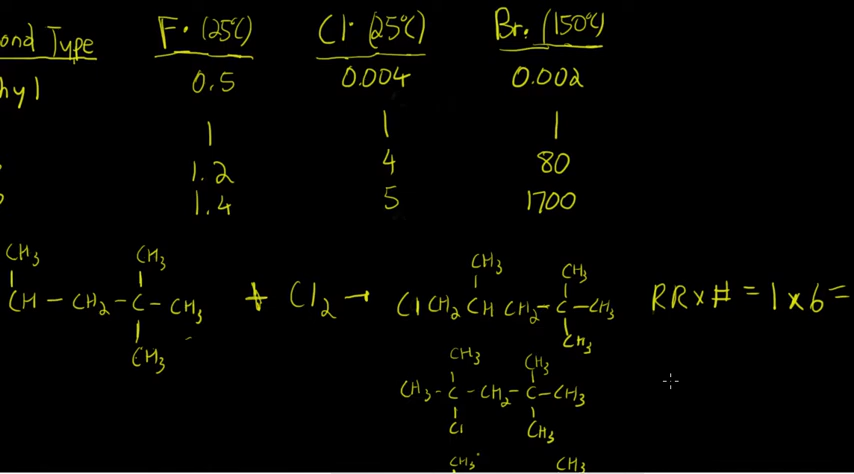 ond Type F· (25°C) Cl· (25°C) Br· (150°C)
hyl 0.5 0.004 0.002
1 1 1
1.2 4 80
1.4 5 1700
CH3 CH3 CH3 CH3
CH — CH2 — C — CH3 + Cl2 → ClCH2 CH CH2 — C — CH3 RR x # = 1 x 6 =
CH3 CH3
CH3 CH3
CH3 - C - CH2 - C - CH3
Cl CH3
CH3 CH3